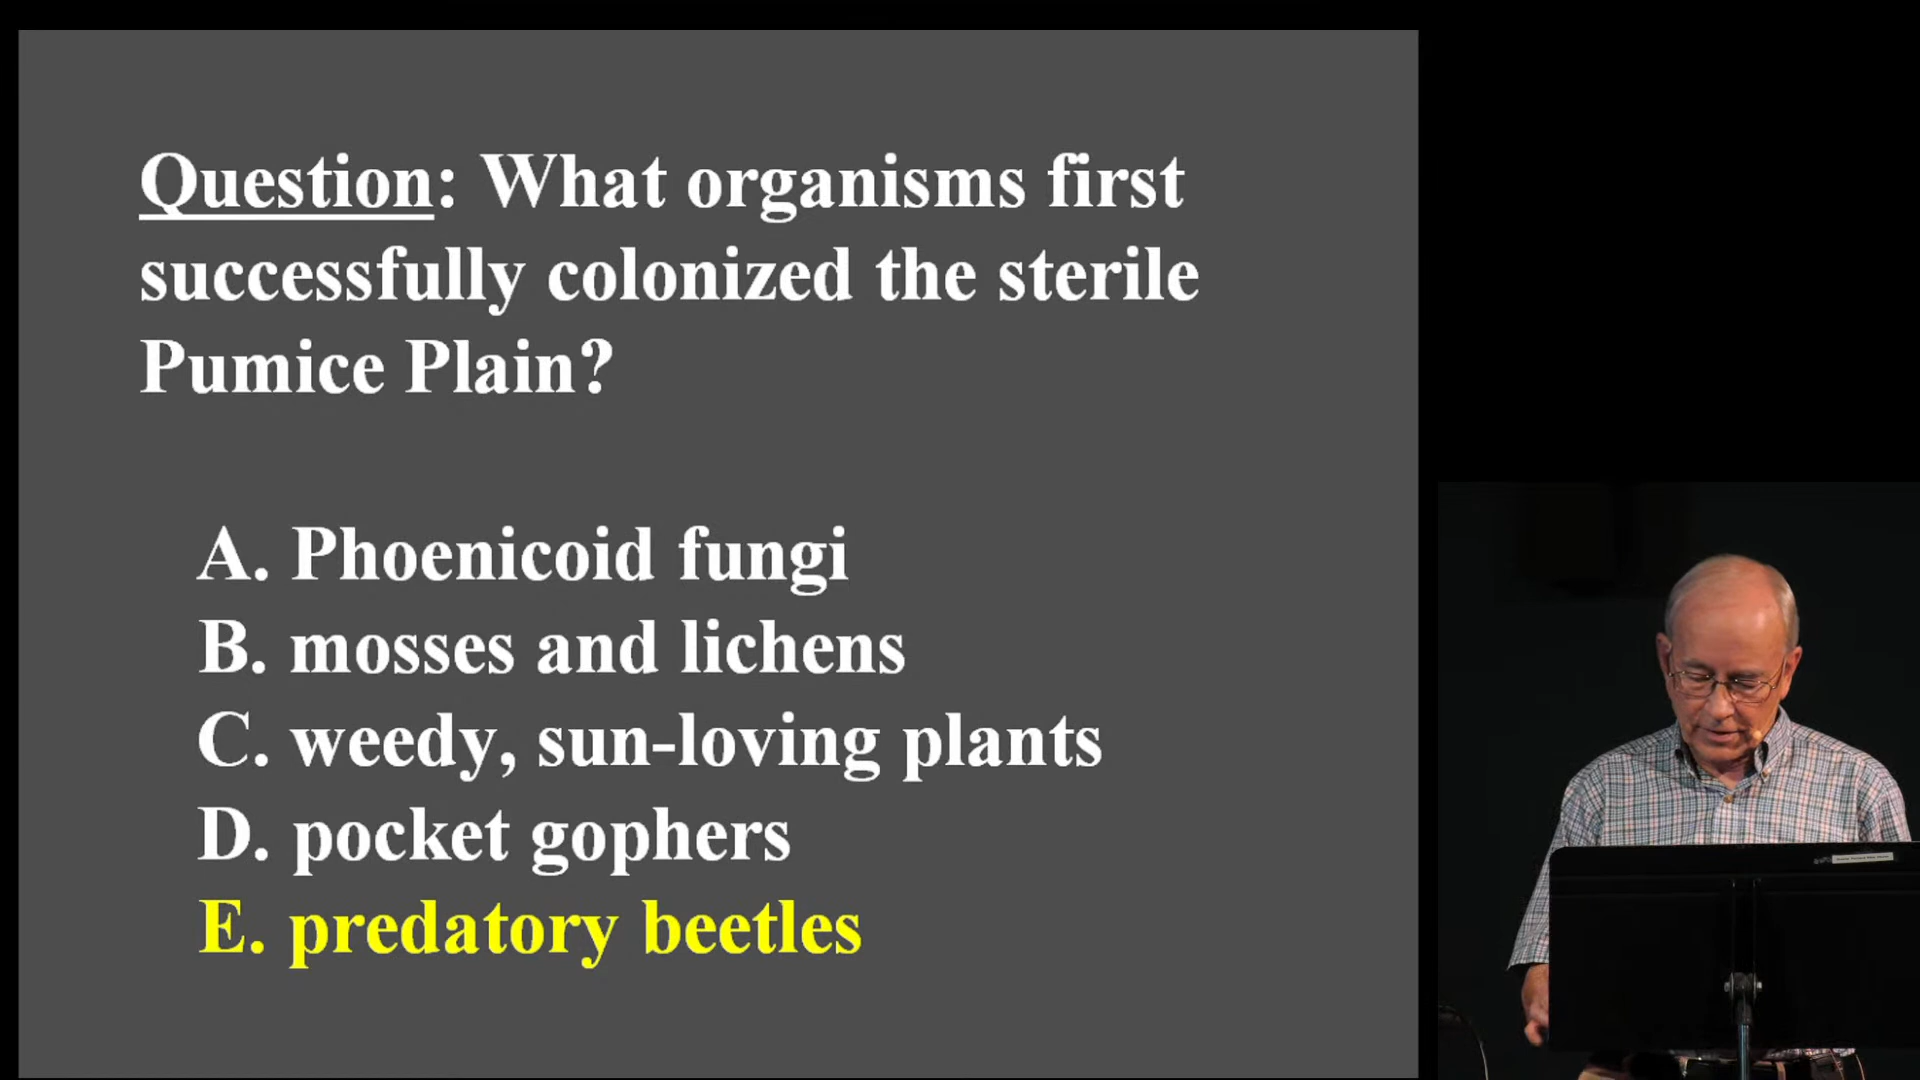 Question: What organisms first
successfully colonized the sterile
Pumice Plain?
A. Phoenicoid fungi
B. mosses and lichens
C. weedy, sun-loving plants
D. pocket gophers
E. predatory beetles